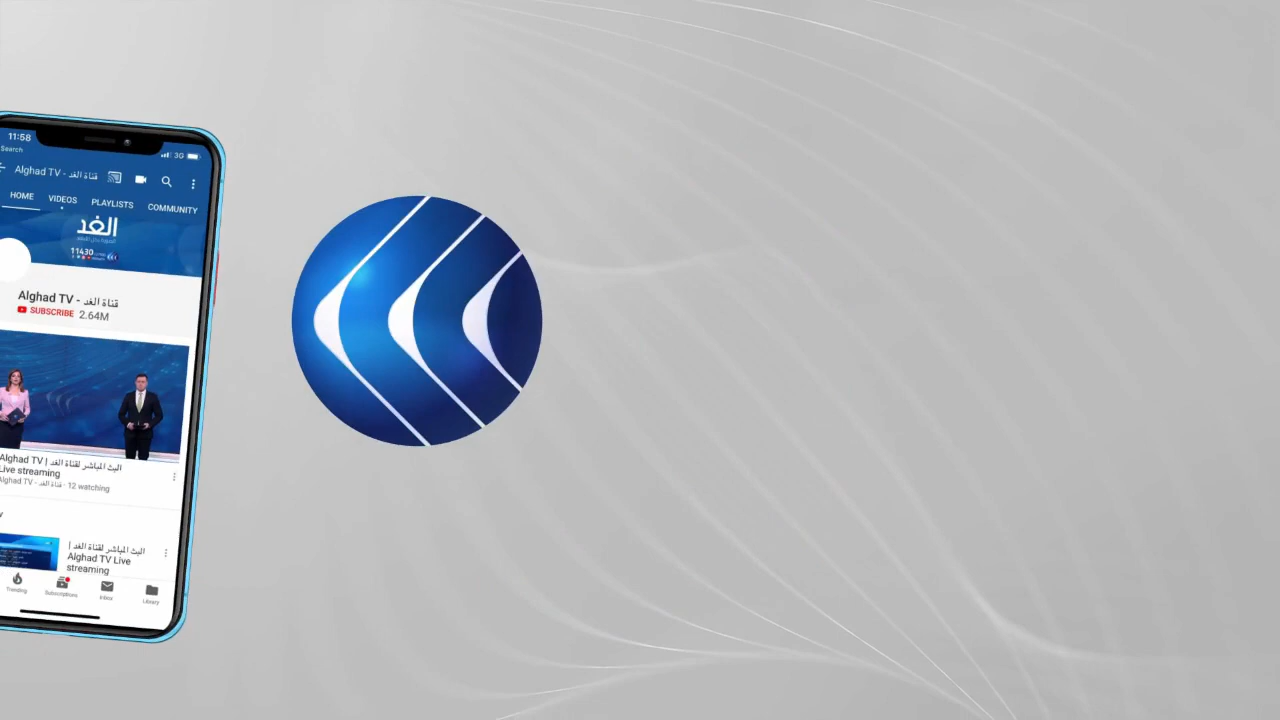 11:58
3G
Search
Alghad TV - قناة الغد
HOME VIDEOS PLAYLISTS COMMUNITY
الغد
11430
Alghad TV - قناة الغد
SUBSCRIBE 2.64M
Alghad TV | البث المباشر لقناة الغد
Live streaming
Alghad TV - قناة الغد · 12 watching
البث المباشر لقناة الغد |
Alghad TV Live
streaming
Trending Subscriptions Inbox Library